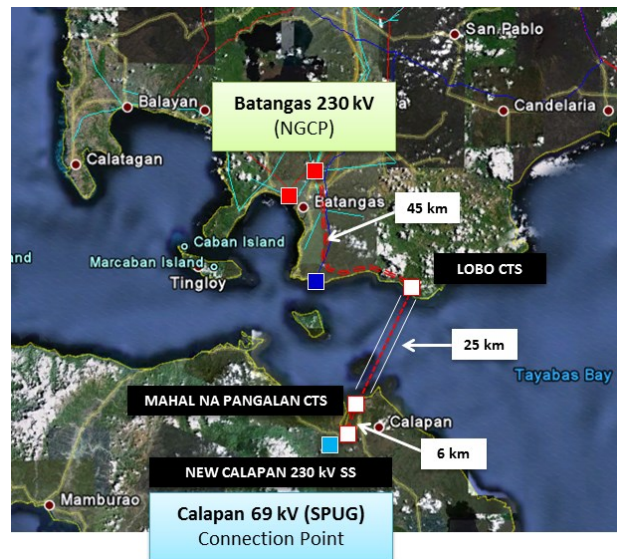 San Pablo
Batangas 230 kV
(NGCP)
Balayan
Candelaria
Calatagan
Batangas
45 km
Caban Island
nd
Marcaban Island
Tingloy
LOBO CTS
25 km
Tayabas Bay
MAHAL NA PANGALAN CTS
Calapan
6 km
NEW CALAPAN 230 kV SS
Mamburao
Calapan 69 kV (SPUG)
Connection Point